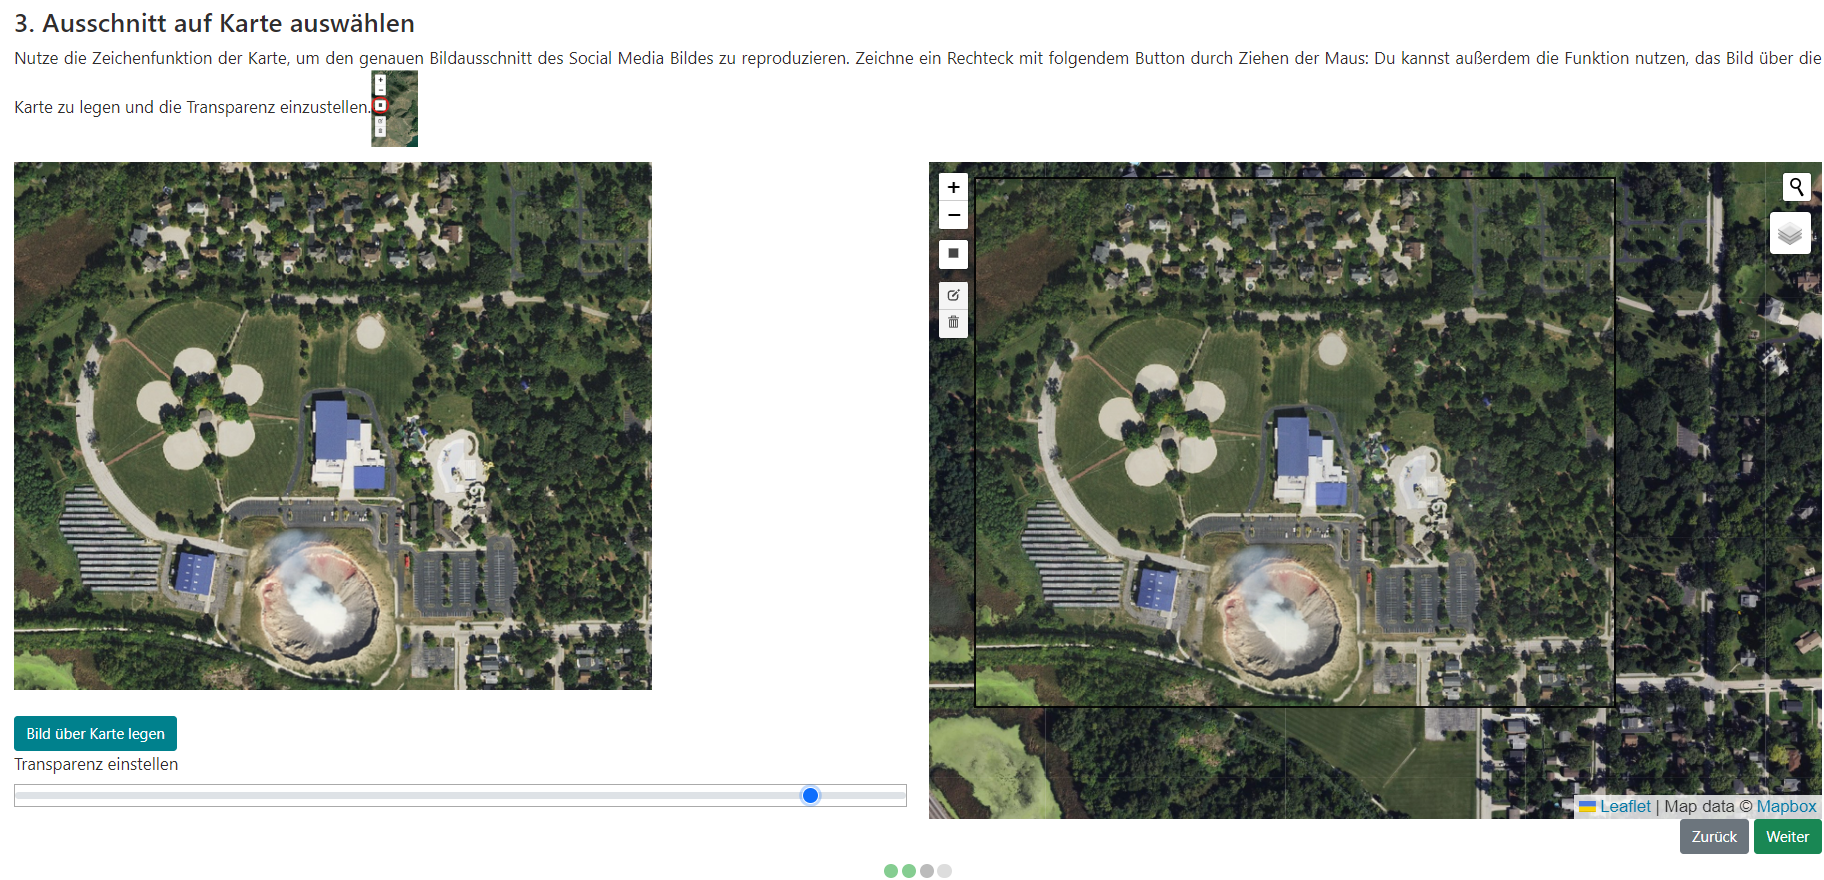 3. Ausschnitt auf Karte auswählen
Nutze die Zeichenfunktion der Karte, um den genauen Bildausschnitt des Social Media Bildes zu reproduzieren. Zeichne ein Rechteck mit folgendem Button durch Ziehen der Maus: Du kannst außerdem die Funktion nutzen, das Bild über die
Karte zu legen und die Transparenz einzustellen.
+
−
Bild über Karte legen
Transparenz einstellen
Leaflet | Map data © Mapbox
Zurück
Weiter